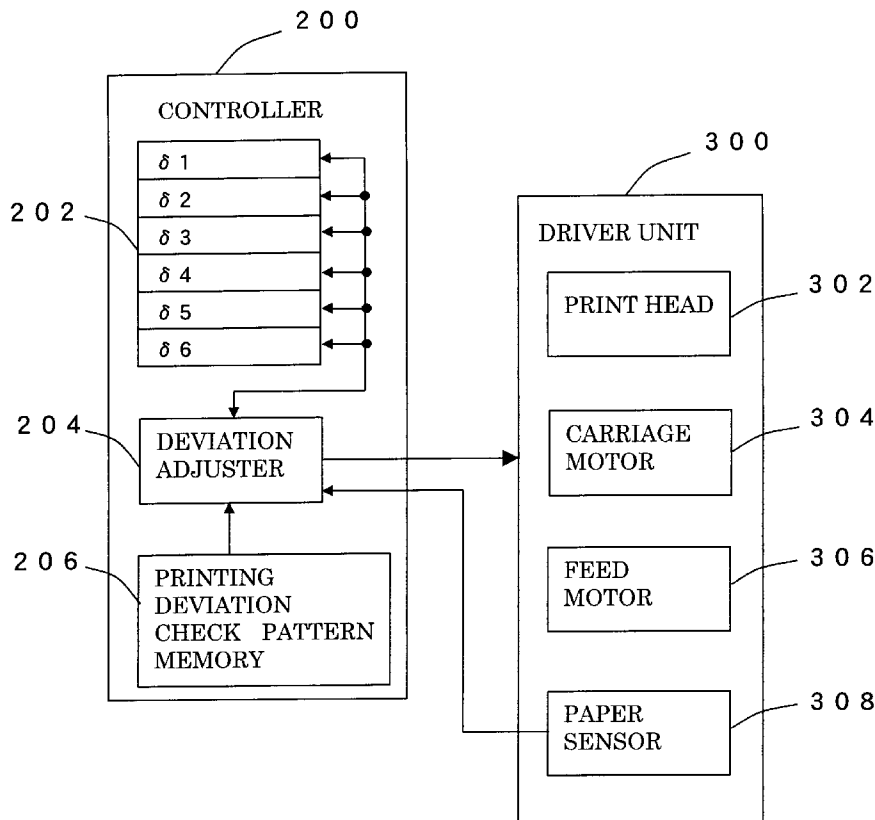 200
CONTROLLER
δ1
δ2
δ3
δ4
δ5
δ6
202
204
DEVIATION
ADJUSTER
206
PRINTING
DEVIATION
CHECK PATTERN
MEMORY
300
DRIVER UNIT
PRINT HEAD
302
CARRIAGE
MOTOR
304
FEED
MOTOR
306
PAPER
SENSOR
308